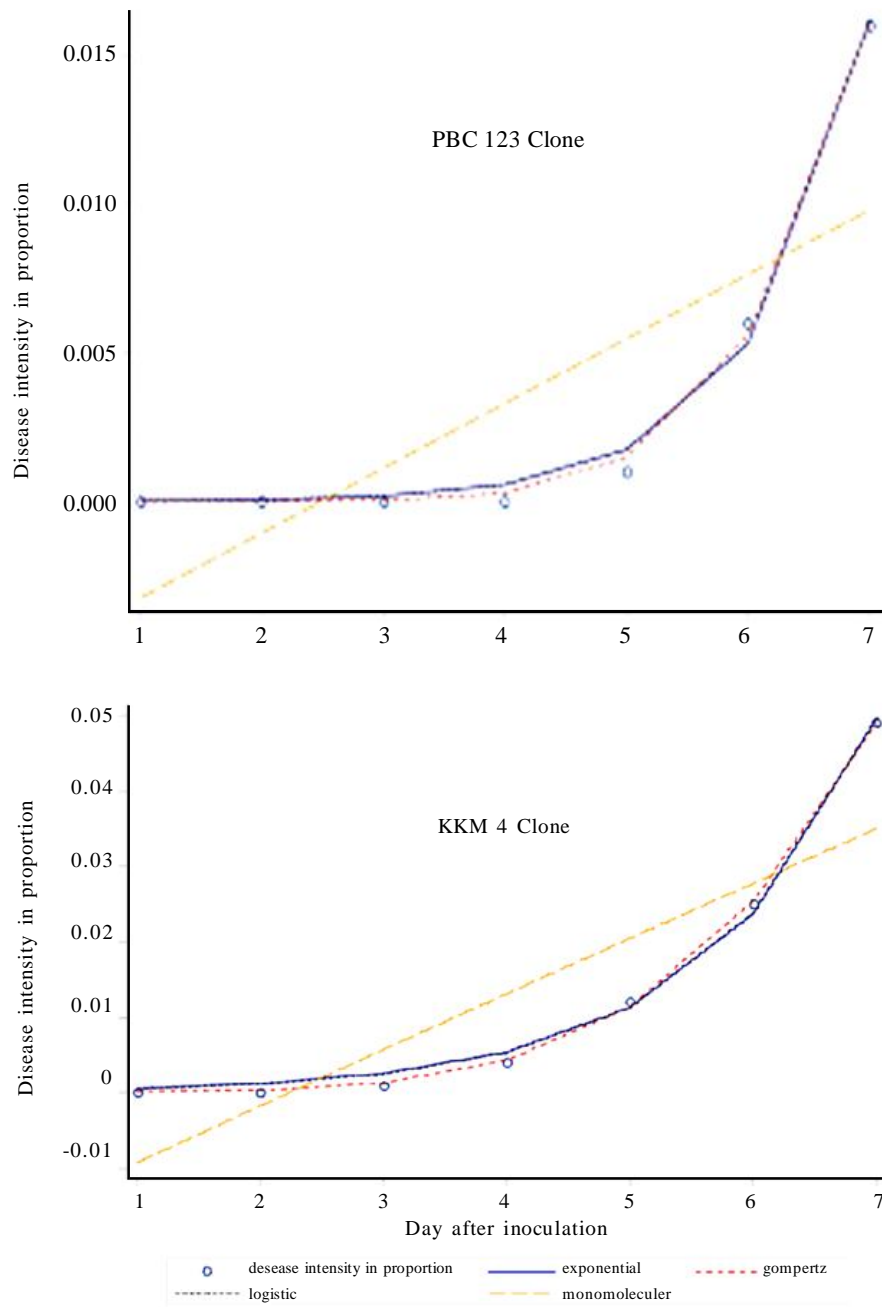 0.015
PBC 123 Clone
0.010
0.005
0.000
Disease intensity in proportion
1 2 3 4 5 6 7
0.05
0.04
KKM 4 Clone
0.03
0.02
0.01
0
-0.01
Disease intensity in proportion
1 2 3 4 5 6 7
Day after inoculation
desease intensity in proportion exponential gompertz
logistic monomoleculer